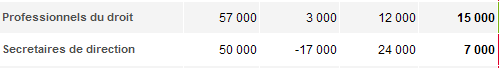 Professionnels du droit 57 000 3 000 12 000 15 000
Secretaires de direction 50 000 -17 000 24 000 7 000